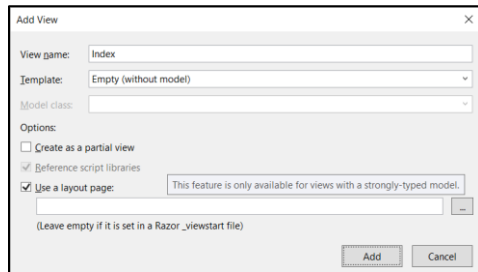 Add View
View name:
Index
Template:
Empty (without model)
Model class:
Options:
Create as a partial view
Reference script libraries
Use a layout page:
This feature is only available for views with a strongly-typed model.
...
(Leave empty if it is set in a Razor _viewstart file)
Add
Cancel